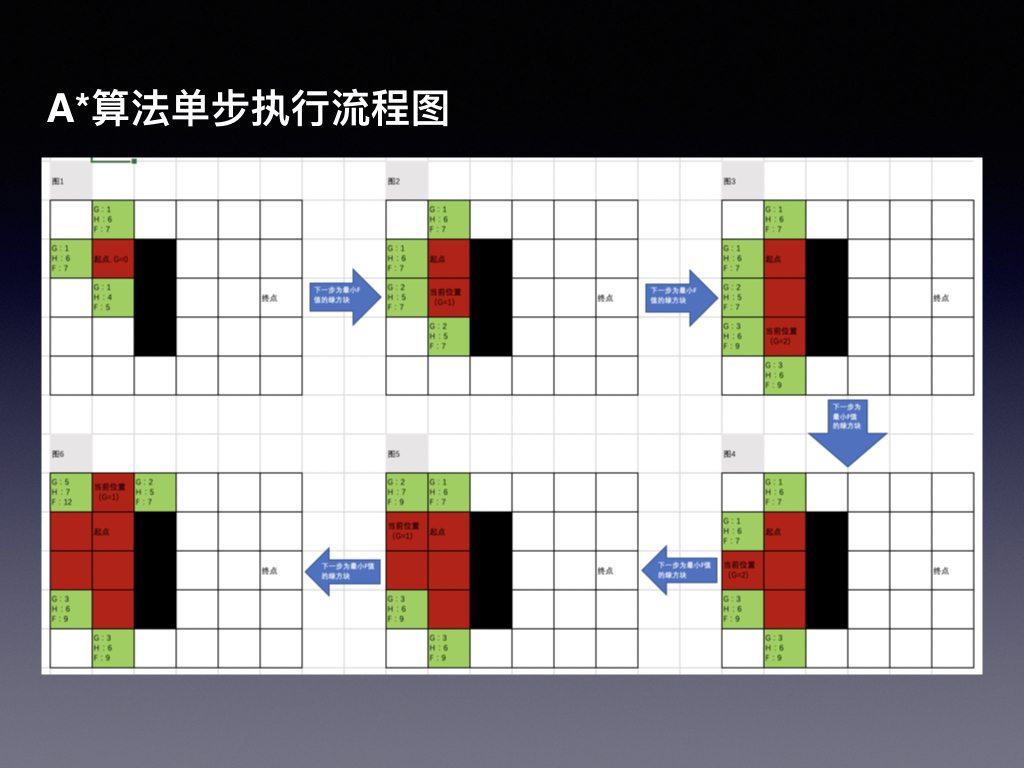 A*算法单步执行流程图
图1
G：1
H：6
F：7
G：1
H：6
F：7
起点, G=0
G：1
H：4
F：5
终点
下一步为最小F
值的绿方块
图2
G：1
H：6
F：7
G：1
H：6
F：7
起点
G：2
H：5
F：7
当前位置
（G=1）
G：2
H：5
F：7
终点
下一步为最小F
值的绿方块
图3
G：1
H：6
F：7
G：1
H：6
F：7
起点
G：2
H：5
F：7
G：3
H：6
F：9
当前位置
（G=2）
G：3
H：6
F：9
终点
下一步为
最小F值
的绿方块
图4
G：1
H：6
F：7
G：1
H：6
F：7
起点
当前位置
（G=2）
G：3
H：6
F：9
G：3
H：6
F：9
终点
下一步为最小F值
的绿方块
图5
G：2
H：7
F：9
G：1
H：6
F：7
当前位置
（G=1）
起点
G：3
H：6
F：9
G：3
H：6
F：9
终点
下一步为最小F值
的绿方块
图6
G：5
H：7
F：12
当前位置
（G=1）
G：2
H：5
F：7
起点
G：3
H：6
F：9
G：3
H：6
F：9
终点